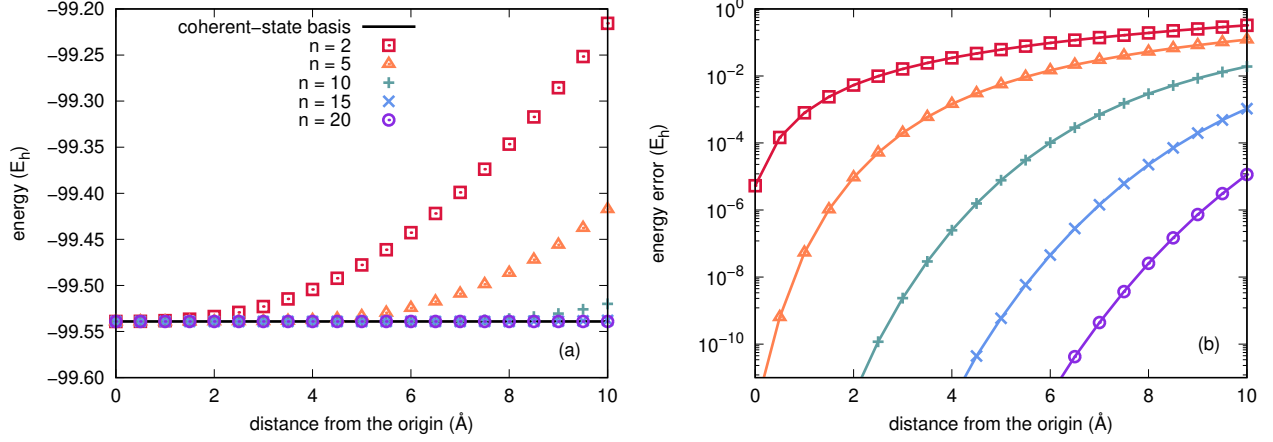 −99.20
−99.25
−99.30
−99.35
−99.40
−99.45
−99.50
−99.55
−99.60
energy (E_h)
0 2 4 6 8 10
distance from the origin (Å)
coherent−state basis
n = 2
n = 5
n = 10
n = 15
n = 20
(a)
10^0
10^−2
10^−4
10^−6
10^−8
10^−10
energy error (E_h)
0 2 4 6 8 10
distance from the origin (Å)
(b)